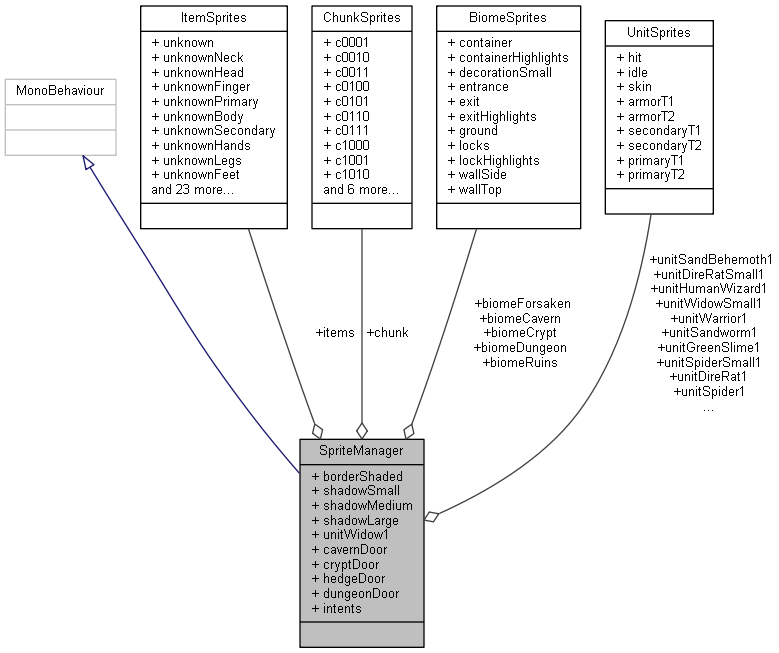 ItemSprites
+ unknown
+ unknownNeck
+ unknownHead
+ unknownFinger
+ unknownPrimary
+ unknownBody
+ unknownSecondary
+ unknownHands
+ unknownLegs
+ unknownFeet
and 23 more...
ChunkSprites
+ c0001
+ c0010
+ c0011
+ c0100
+ c0101
+ c0110
+ c0111
+ c1000
+ c1001
+ c1010
and 6 more...
BiomeSprites
+ container
+ containerHighlights
+ decorationSmall
+ entrance
+ exit
+ exitHighlights
+ ground
+ locks
+ lockHighlights
+ wallSide
+ wallTop
UnitSprites
+ hit
+ idle
+ skin
+ armorT1
+ armorT2
+ secondaryT1
+ secondaryT2
+ primaryT1
+ primaryT2
MonoBehaviour
+items
+chunk
+biomeForsaken
+biomeCavern
+biomeCrypt
+biomeDungeon
+biomeRuins
+unitSandBehemoth1
+unitDireRatSmall1
+unitHumanWizard1
+unitWidowSmall1
+unitWarrior1
+unitSandworm1
+unitGreenSlime1
+unitSpiderSmall1
+unitDireRat1
+unitSpider1
...
SpriteManager
+ borderShaded
+ shadowSmall
+ shadowMedium
+ shadowLarge
+ unitWidow1
+ cavernDoor
+ cryptDoor
+ hedgeDoor
+ dungeonDoor
+ intents